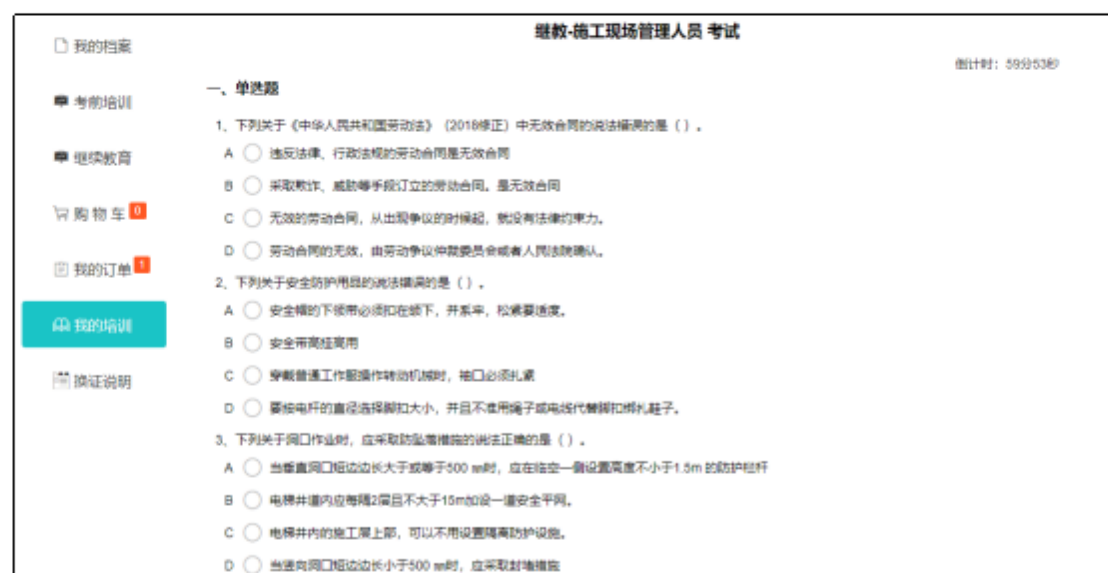 继教-施工现场管理人员 考试
倒计时：59分53秒
我的档案
考前培训
继续教育
购物车 0
我的订单 1
我的培训
换证说明
一、单选题
1、下列关于《中华人民共和国劳动法》（2018修正）中无效合同的说法错误的是（ ）。
A 违反法律、行政法规的劳动合同是无效合同
B 采取欺诈、威胁等手段订立的劳动合同。是无效合同
C 无效的劳动合同，从出现争议的时候起，就没有法律约束力。
D 劳动合同的无效，由劳动争议仲裁委员会或者人民法院确认。
2、下列关于安全防护用品的说法错误的是（ ）。
A 安全帽的下颌带必须扣在颌下，并系牢，松紧要适度。
B 安全带高挂高用
C 穿戴普通工作服操作转动机械时，袖口必须扎紧
D 要按电杆的直径选择脚扣大小，并且不准用绳子或电线代替脚扣绑扎鞋子。
3、下列关于洞口作业时，应采取防坠落措施的说法正确的是（ ）。
A 当垂直洞口短边边长大于或等于500 ㎜时，应在临空一侧设置高度不小于1.5m 的防护栏杆
B 电梯井道内应每隔2层且不大于15m加设一道安全平网。
C 电梯井内的施工层上部，可以不用设置隔离防护设施。
D 当竖向洞口短边边长小于500 ㎜时，应采取封堵措施